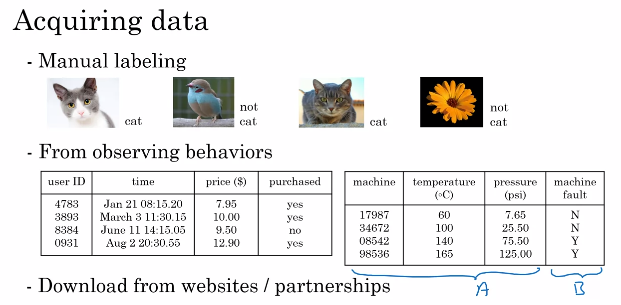 Acquiring data
- Manual labeling
cat
not
cat
cat
not
cat
- From observing behaviors
user ID time price ($) purchased
4783 Jan 21 08:15.20 7.95 yes
3893 March 3 11:30.15 10.00 yes
8384 June 11 14:15.05 9.50 no
0931 Aug 2 20:30.55 12.90 yes
machine temperature pressure machine
(°C) (psi) fault
17987 60 7.65 N
34672 100 25.50 N
08542 140 75.50 Y
98536 165 125.00 Y
- Download from websites / partnerships
A B